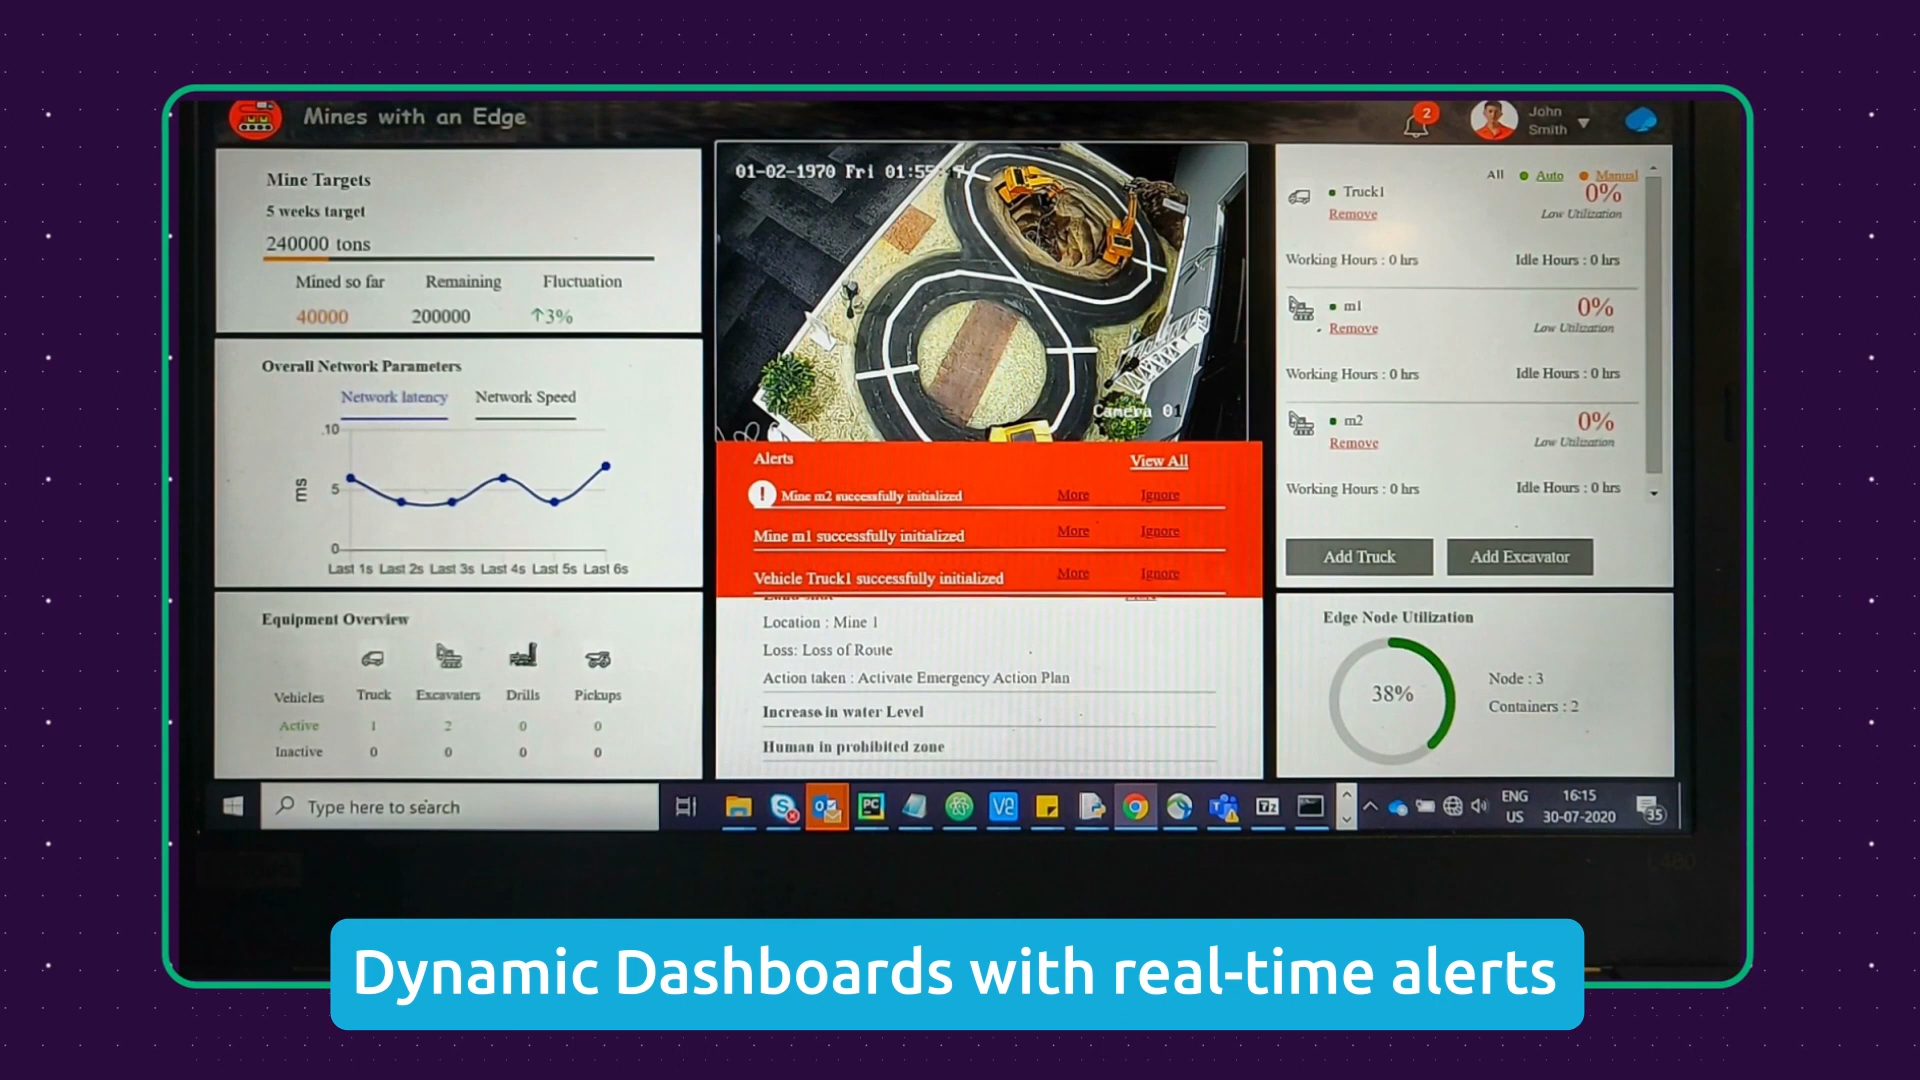 Mines with an Edge
2
John
Smith
Mine Targets
5 weeks target
240000 tons
Mined so far Remaining Fluctuation
40000 200000 ↑3%
Overall Network Parameters
Network latency Network Speed
10
5
0
ms
Last 1s Last 2s Last 3s Last 4s Last 5s Last 6s
Equipment Overview
Vehicles Truck Excavaters Drills Pickups
Active 1 2 0 0
Inactive 0 0 0 0
01-02-1970 Fri 01:55
Camera 01
Alerts View All
! Mine m2 successfully initialized More Ignore
Mine m1 successfully initialized More Ignore
Vehicle Truck1 successfully initialized More Ignore
Location : Mine 1
Loss: Loss of Route
Action taken : Activate Emergency Action Plan
Increase in water Level
Human in prohibited zone
All Auto Manual
Truck1 0%
Remove Low Utilization
Working Hours : 0 hrs Idle Hours : 0 hrs
m1 0%
Remove Low Utilization
Working Hours : 0 hrs Idle Hours : 0 hrs
m2 0%
Remove Low Utilization
Working Hours : 0 hrs Idle Hours : 0 hrs
Add Truck Add Excavator
Edge Node Utilization
38%
Node : 3
Containers : 2
Type here to search
ENG
US
16:15
30-07-2020
35
L460
Dynamic Dashboards with real-time alerts